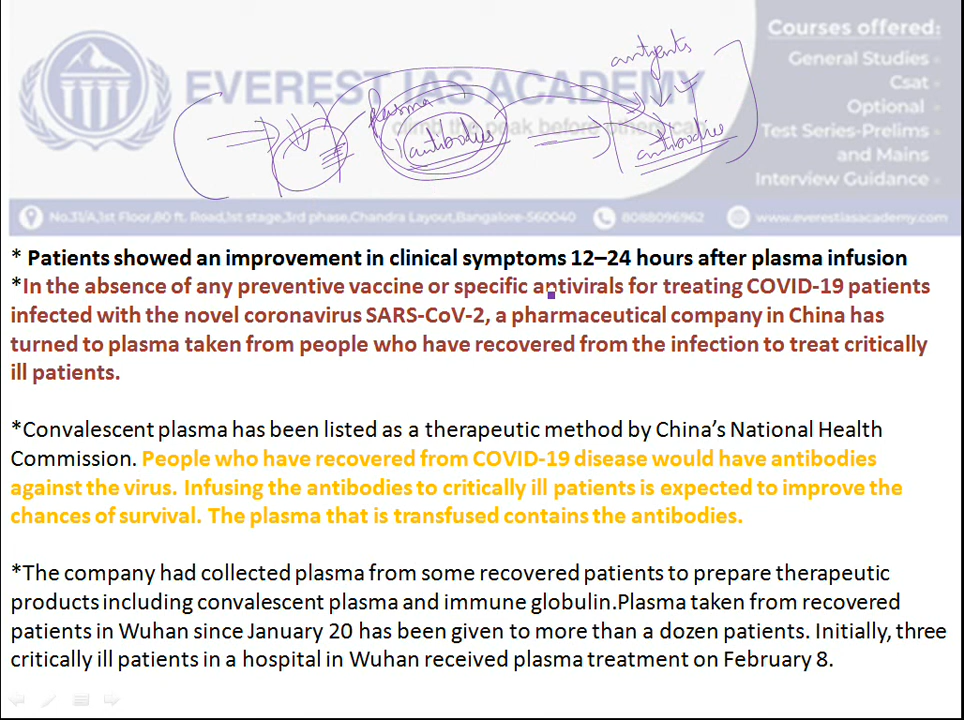 Courses offered:
General Studies -
Csat -
Optional -
Test Series-Prelims -
and Mains
Interview Guidance -
EVEREST IAS ACADEMY
climb the peak before other can
antigents
plasma
antibodies
antibodies
No.31/A,1st Floor,80 ft. Road,1st stage,3rd phase,Chandra Layout,Bangalore-560040
8088096962
www.everestiasacademy.com
* Patients showed an improvement in clinical symptoms 12–24 hours after plasma infusion
*In the absence of any preventive vaccine or specific antivirals for treating COVID-19 patients
infected with the novel coronavirus SARS-CoV-2, a pharmaceutical company in China has
turned to plasma taken from people who have recovered from the infection to treat critically
ill patients.
*Convalescent plasma has been listed as a therapeutic method by China’s National Health
Commission. People who have recovered from COVID-19 disease would have antibodies
against the virus. Infusing the antibodies to critically ill patients is expected to improve the
chances of survival. The plasma that is transfused contains the antibodies.
*The company had collected plasma from some recovered patients to prepare therapeutic
products including convalescent plasma and immune globulin.Plasma taken from recovered
patients in Wuhan since January 20 has been given to more than a dozen patients. Initially, three
critically ill patients in a hospital in Wuhan received plasma treatment on February 8.